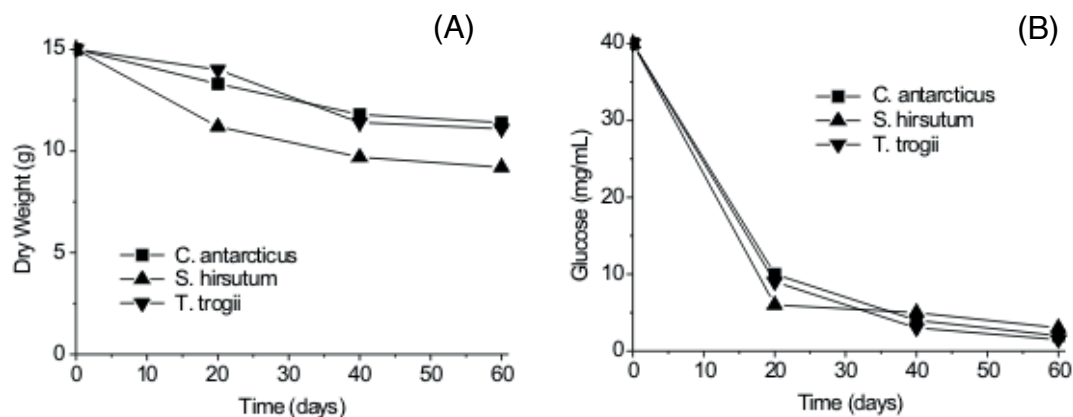 (A)
15
10
5
0
Dry Weight (g)
C. antarcticus
S. hirsutum
T. trogii
0 10 20 30 40 50 60
Time (days)
(B)
40
30
20
10
0
Glucose (mg/mL)
C. antarcticus
S. hirsutum
T. trogii
0 10 20 30 40 50 60
Time (days)